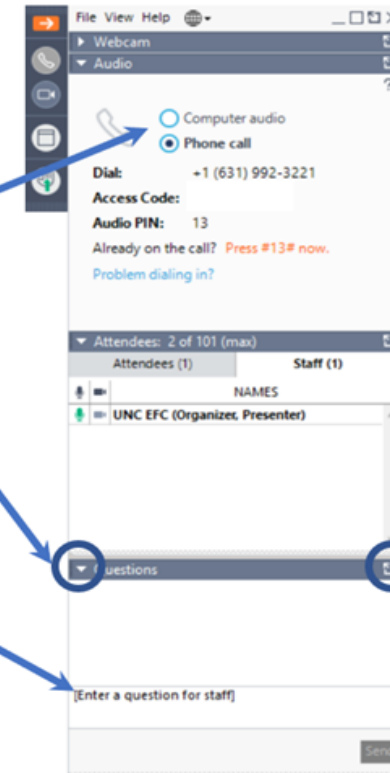 File View Help
Webcam
Audio
?
Computer audio
Phone call
Dial: +1 (631) 992-3221
Access Code:
Audio PIN: 13
Already on the call? Press #13# now.
Problem dialing in?
Attendees: 2 of 101 (max)
Attendees (1) Staff (1)
NAMES
UNC EFC (Organizer, Presenter)
Questions
[Enter a question for staff]
Send